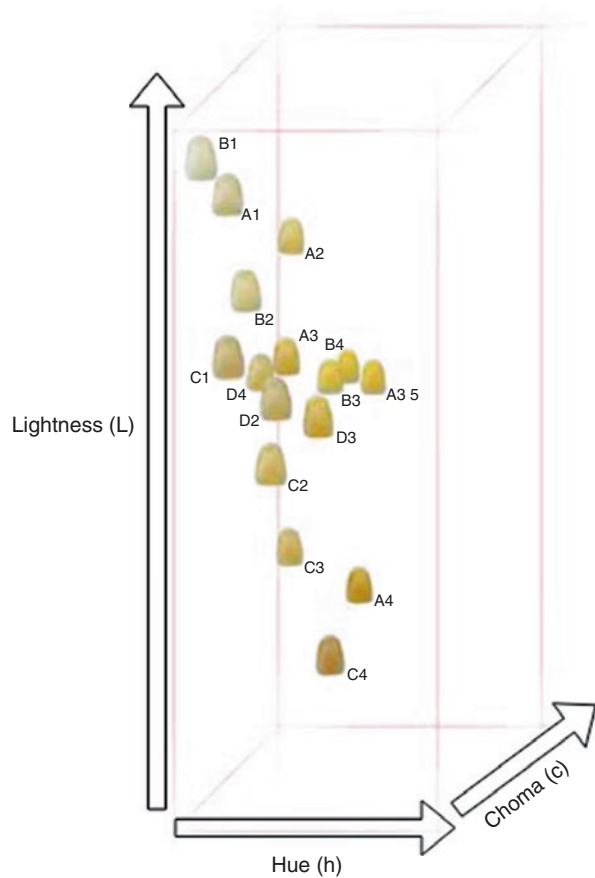 B1
A1
A2
B2
A3
B4
C1
D4
B3
A3 5
D2
D3
Lightness (L)
C2
C3
A4
C4
Choma (c)
Hue (h)